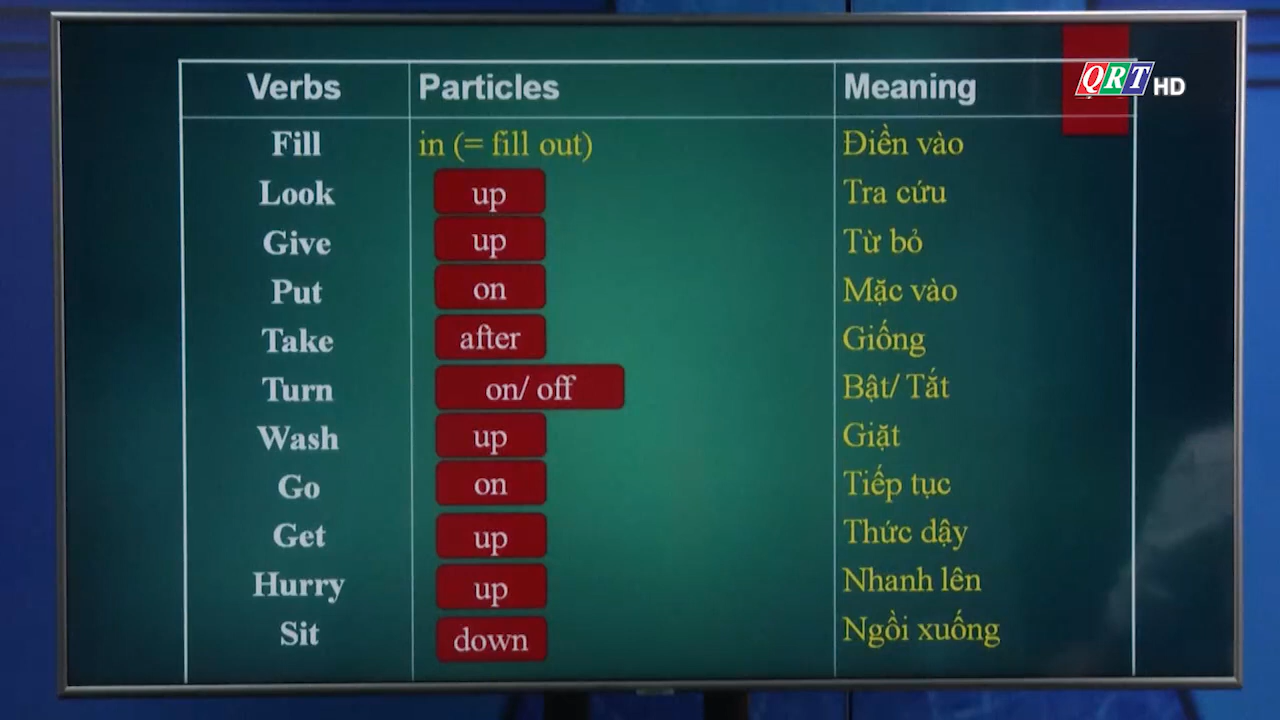 QRT HD
Verbs Particles Meaning
Fill in (= fill out) Điền vào
Look up Tra cứu
Give up Từ bỏ
Put on Mặc vào
Take after Giống
Turn on/ off Bật/ Tắt
Wash up Giặt
Go on Tiếp tục
Get up Thức dậy
Hurry up Nhanh lên
Sit down Ngồi xuống